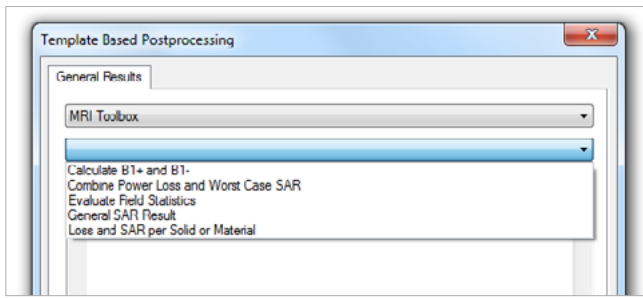 Template Based Postprocessing
General Results
MRI Toolbox
Calculate B1+ and B1-
Combine Power Loss and Worst Case SAR
Evaluate Field Statistics
General SAR Result
Loss and SAR per Solid or Material